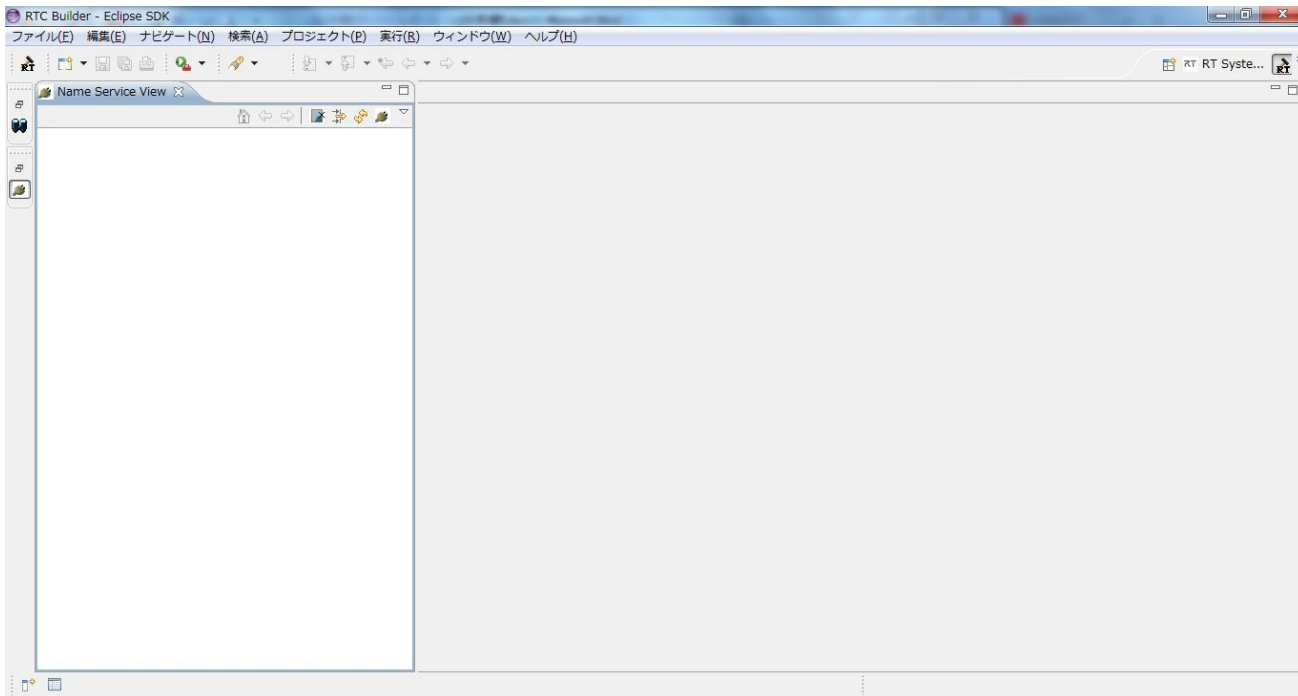 RTC Builder - Eclipse SDK
ファイル(F) 編集(E) ナビゲート(N) 検索(A) プロジェクト(P) 実行(R) ウィンドウ(W) ヘルプ(H)
RT RT RT Syste... RT
Name Service View